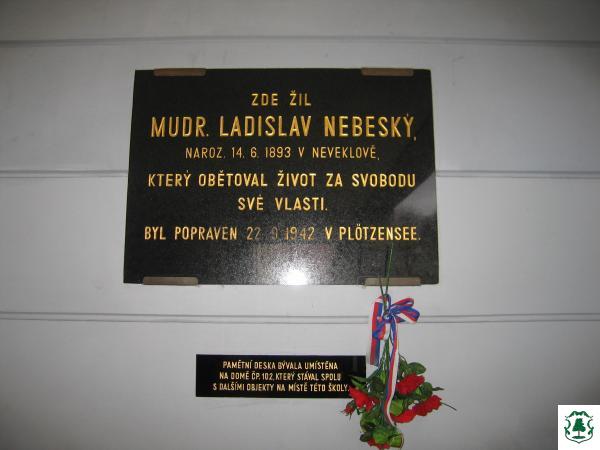 ZDE ŽIL
MUDR. LADISLAV NEBESKÝ,
NAROZ. 14. 6. 1893 V NEVEKLOVĚ,
KTERÝ OBĚTOVAL ŽIVOT ZA SVOBODU
SVÉ VLASTI.
BYL POPRAVEN 22. 1942 V PLÖTZENSEE.
PAMĚTNÍ DESKA BÝVALA UMÍSTĚNA
NA DOMĚ ČP. 102, KTERÝ STÁVAL SPOLU
S DALŠÍMI OBJEKTY NA MÍSTĚ TÉTO ŠKOLY.